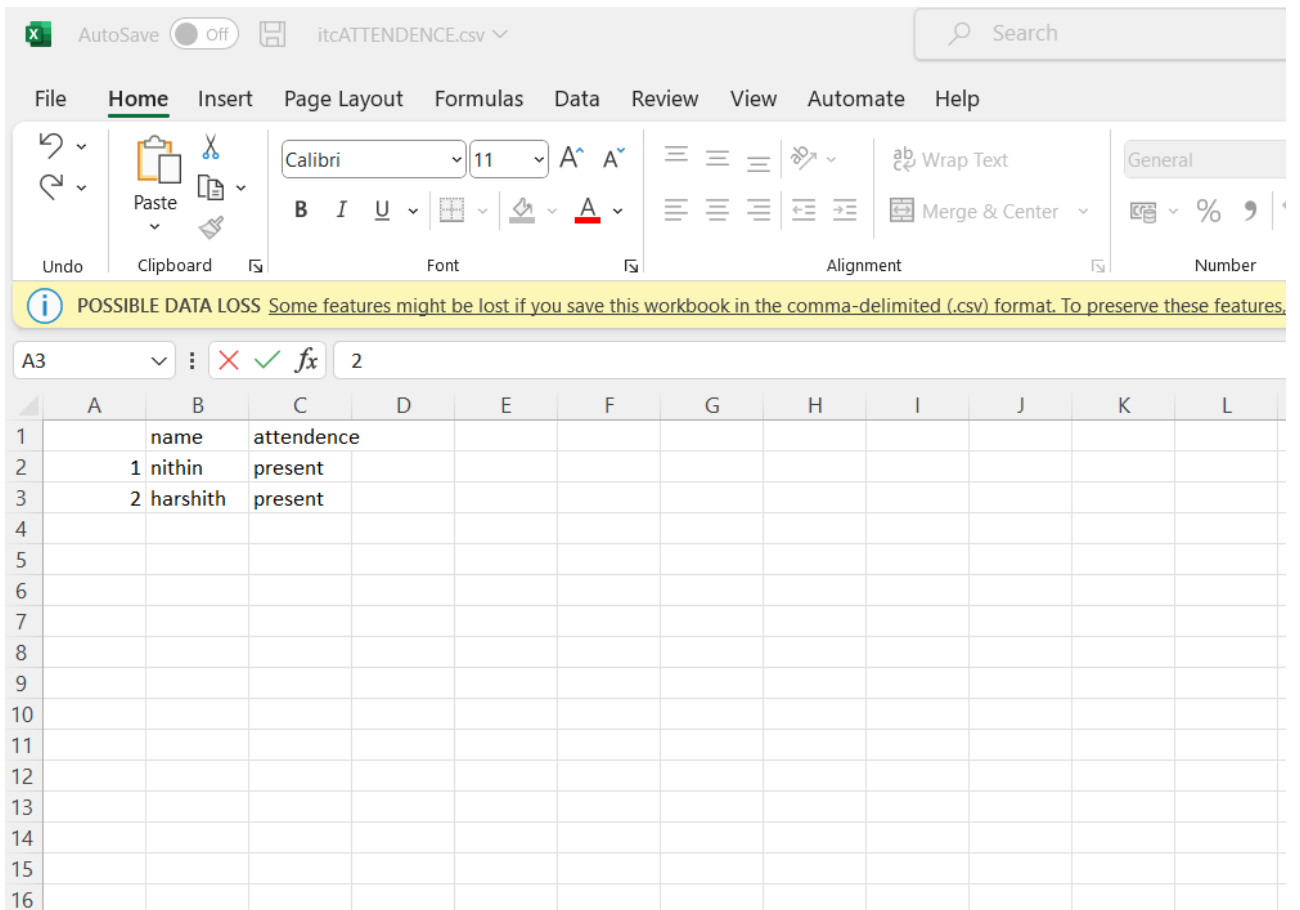 AutoSave Off itcATTENDENCE.csv Search
File Home Insert Page Layout Formulas Data Review View Automate Help
Calibri 11 A A ab Wrap Text General
Paste B I U A Merge & Center % 9
Undo Clipboard Font Alignment Number
i POSSIBLE DATA LOSS Some features might be lost if you save this workbook in the comma-delimited (.csv) format. To preserve these features,
A3 fx 2
A B C D E F G H I J K L
1 name attendence
2 1 nithin present
3 2 harshith present
4
5
6
7
8
9
10
11
12
13
14
15
16